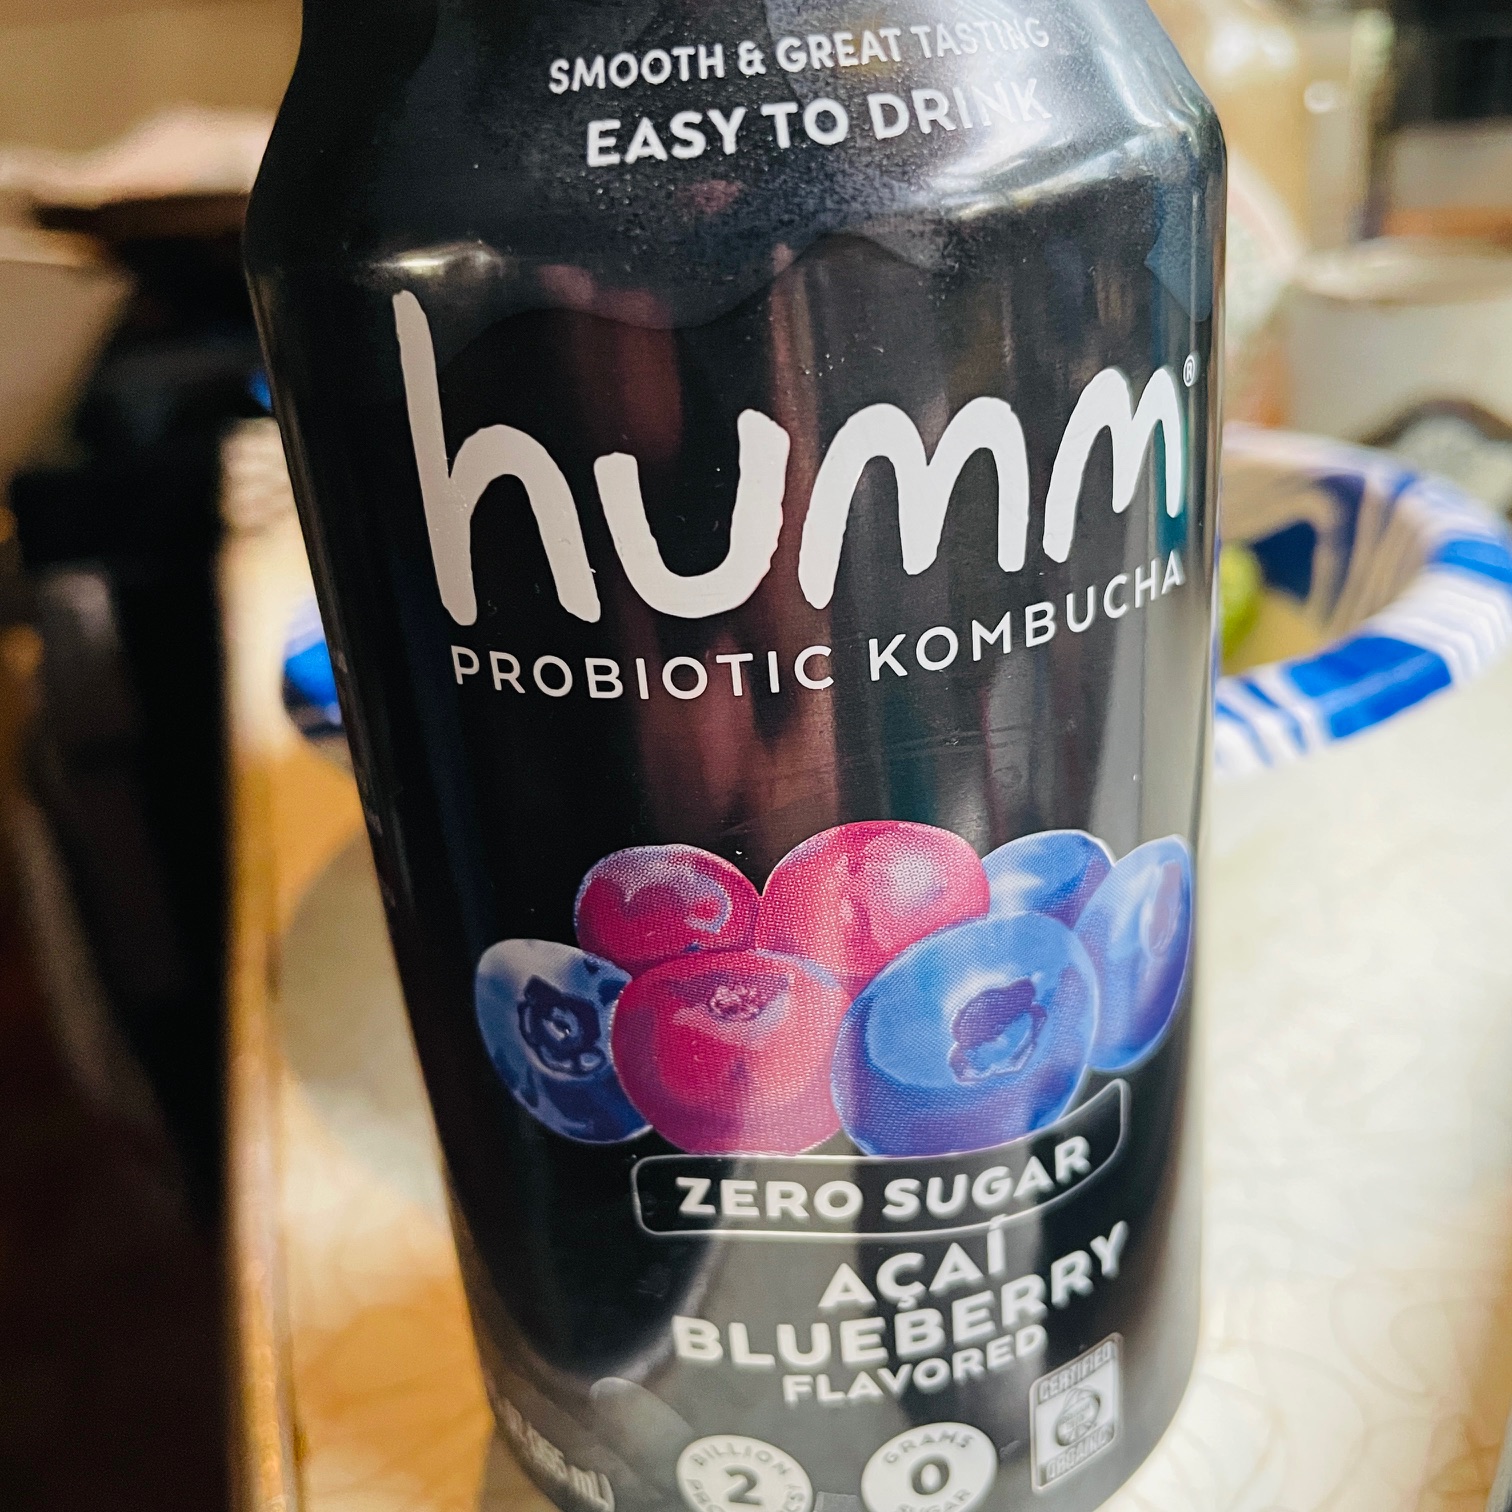 SMOOTH & GREAT TASTING
EASY TO DRINK
humm®
PROBIOTIC KOMBUCHA
ZERO SUGAR
AÇAÍ
BLUEBERRY
FLAVORED
CERTIFIED
ORGANIC
BILLION
2
GRAMS
0
SUGAR
mL)